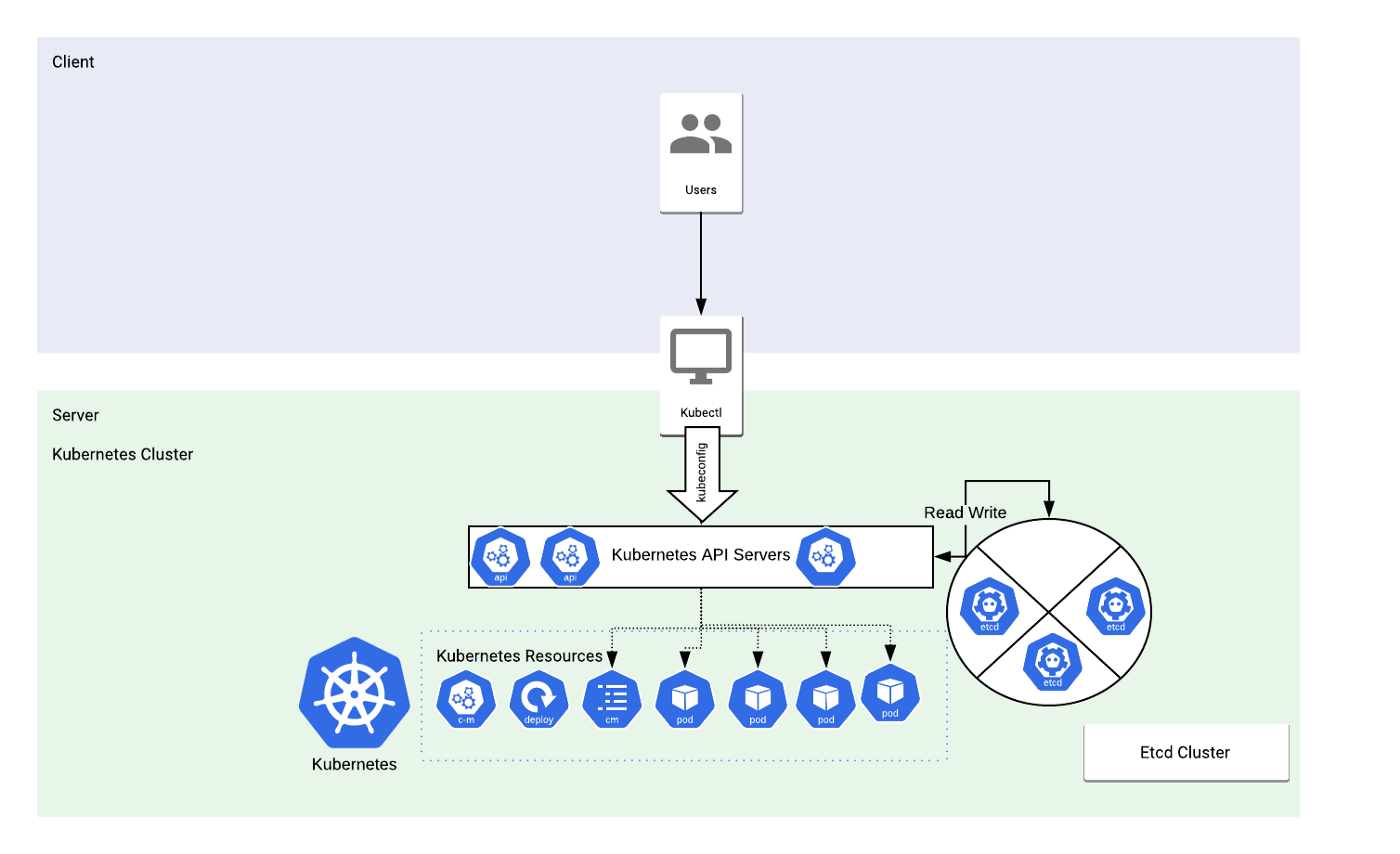 Client
Users
Kubectl
Server
Kubernetes Cluster
kubeconfig
Read Write
Kubernetes API Servers
api
api
etcd
etcd
etcd
Kubernetes Resources
c-m
deploy
cm
pod
pod
pod
pod
Kubernetes
Etcd Cluster